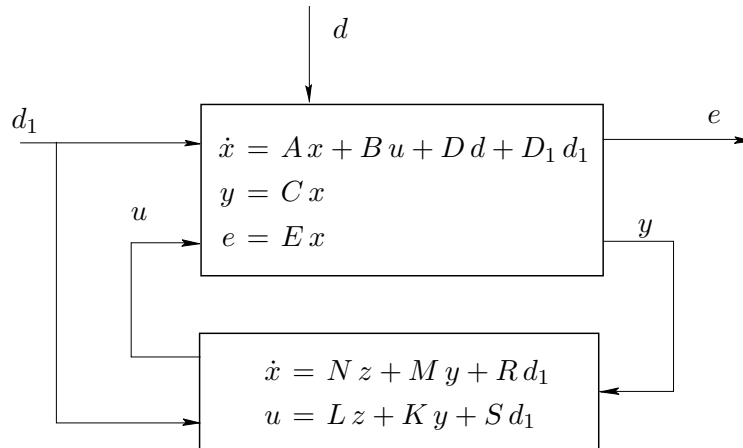 d
d₁
e
ẋ = A x + B u + D d + D₁ d₁
y = C x
e = E x
u
y
ẋ = N z + M y + R d₁
u = L z + K y + S d₁